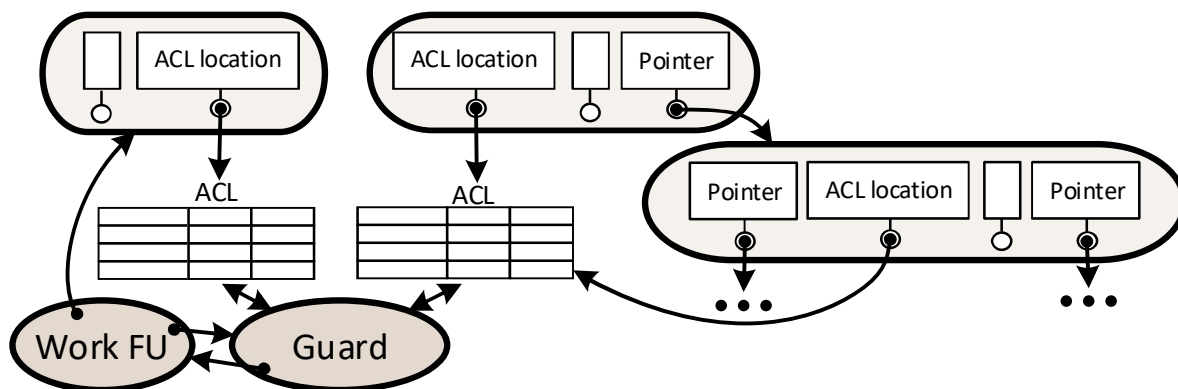 ACL location
ACL location
Pointer
Pointer
ACL location
Pointer
ACL
ACL
Work FU
Guard